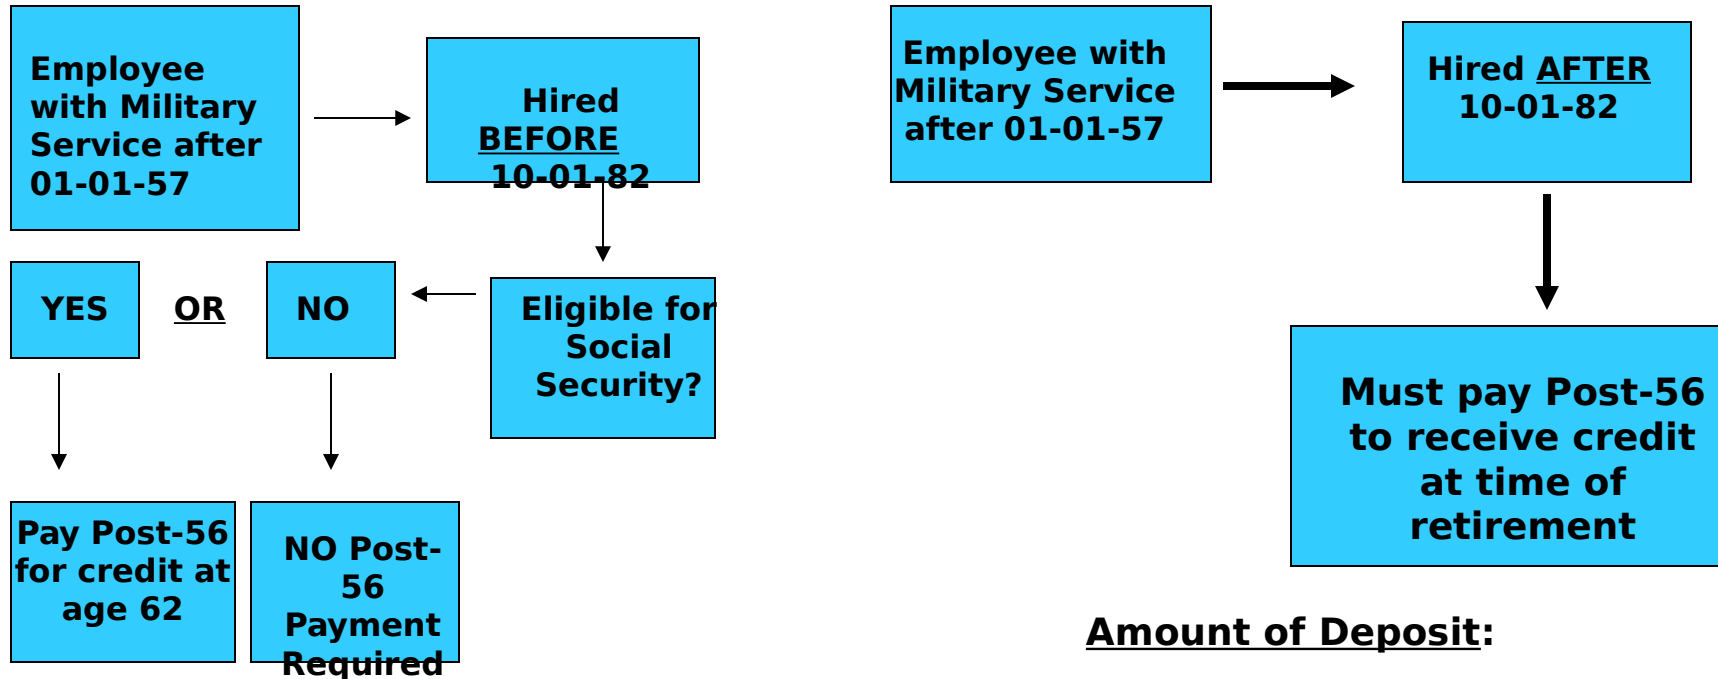 Employee
with Military
Service after
01-01-57
Hired
BEFORE
10-01-82
Eligible for
Social
Security?
YES
OR
NO
Pay Post-56
for credit at
age 62
NO Post-
56
Payment
Required
Employee with
Military Service
after 01-01-57
Hired AFTER
10-01-82
Must pay Post-56
to receive credit
at time of
retirement
Amount of Deposit: